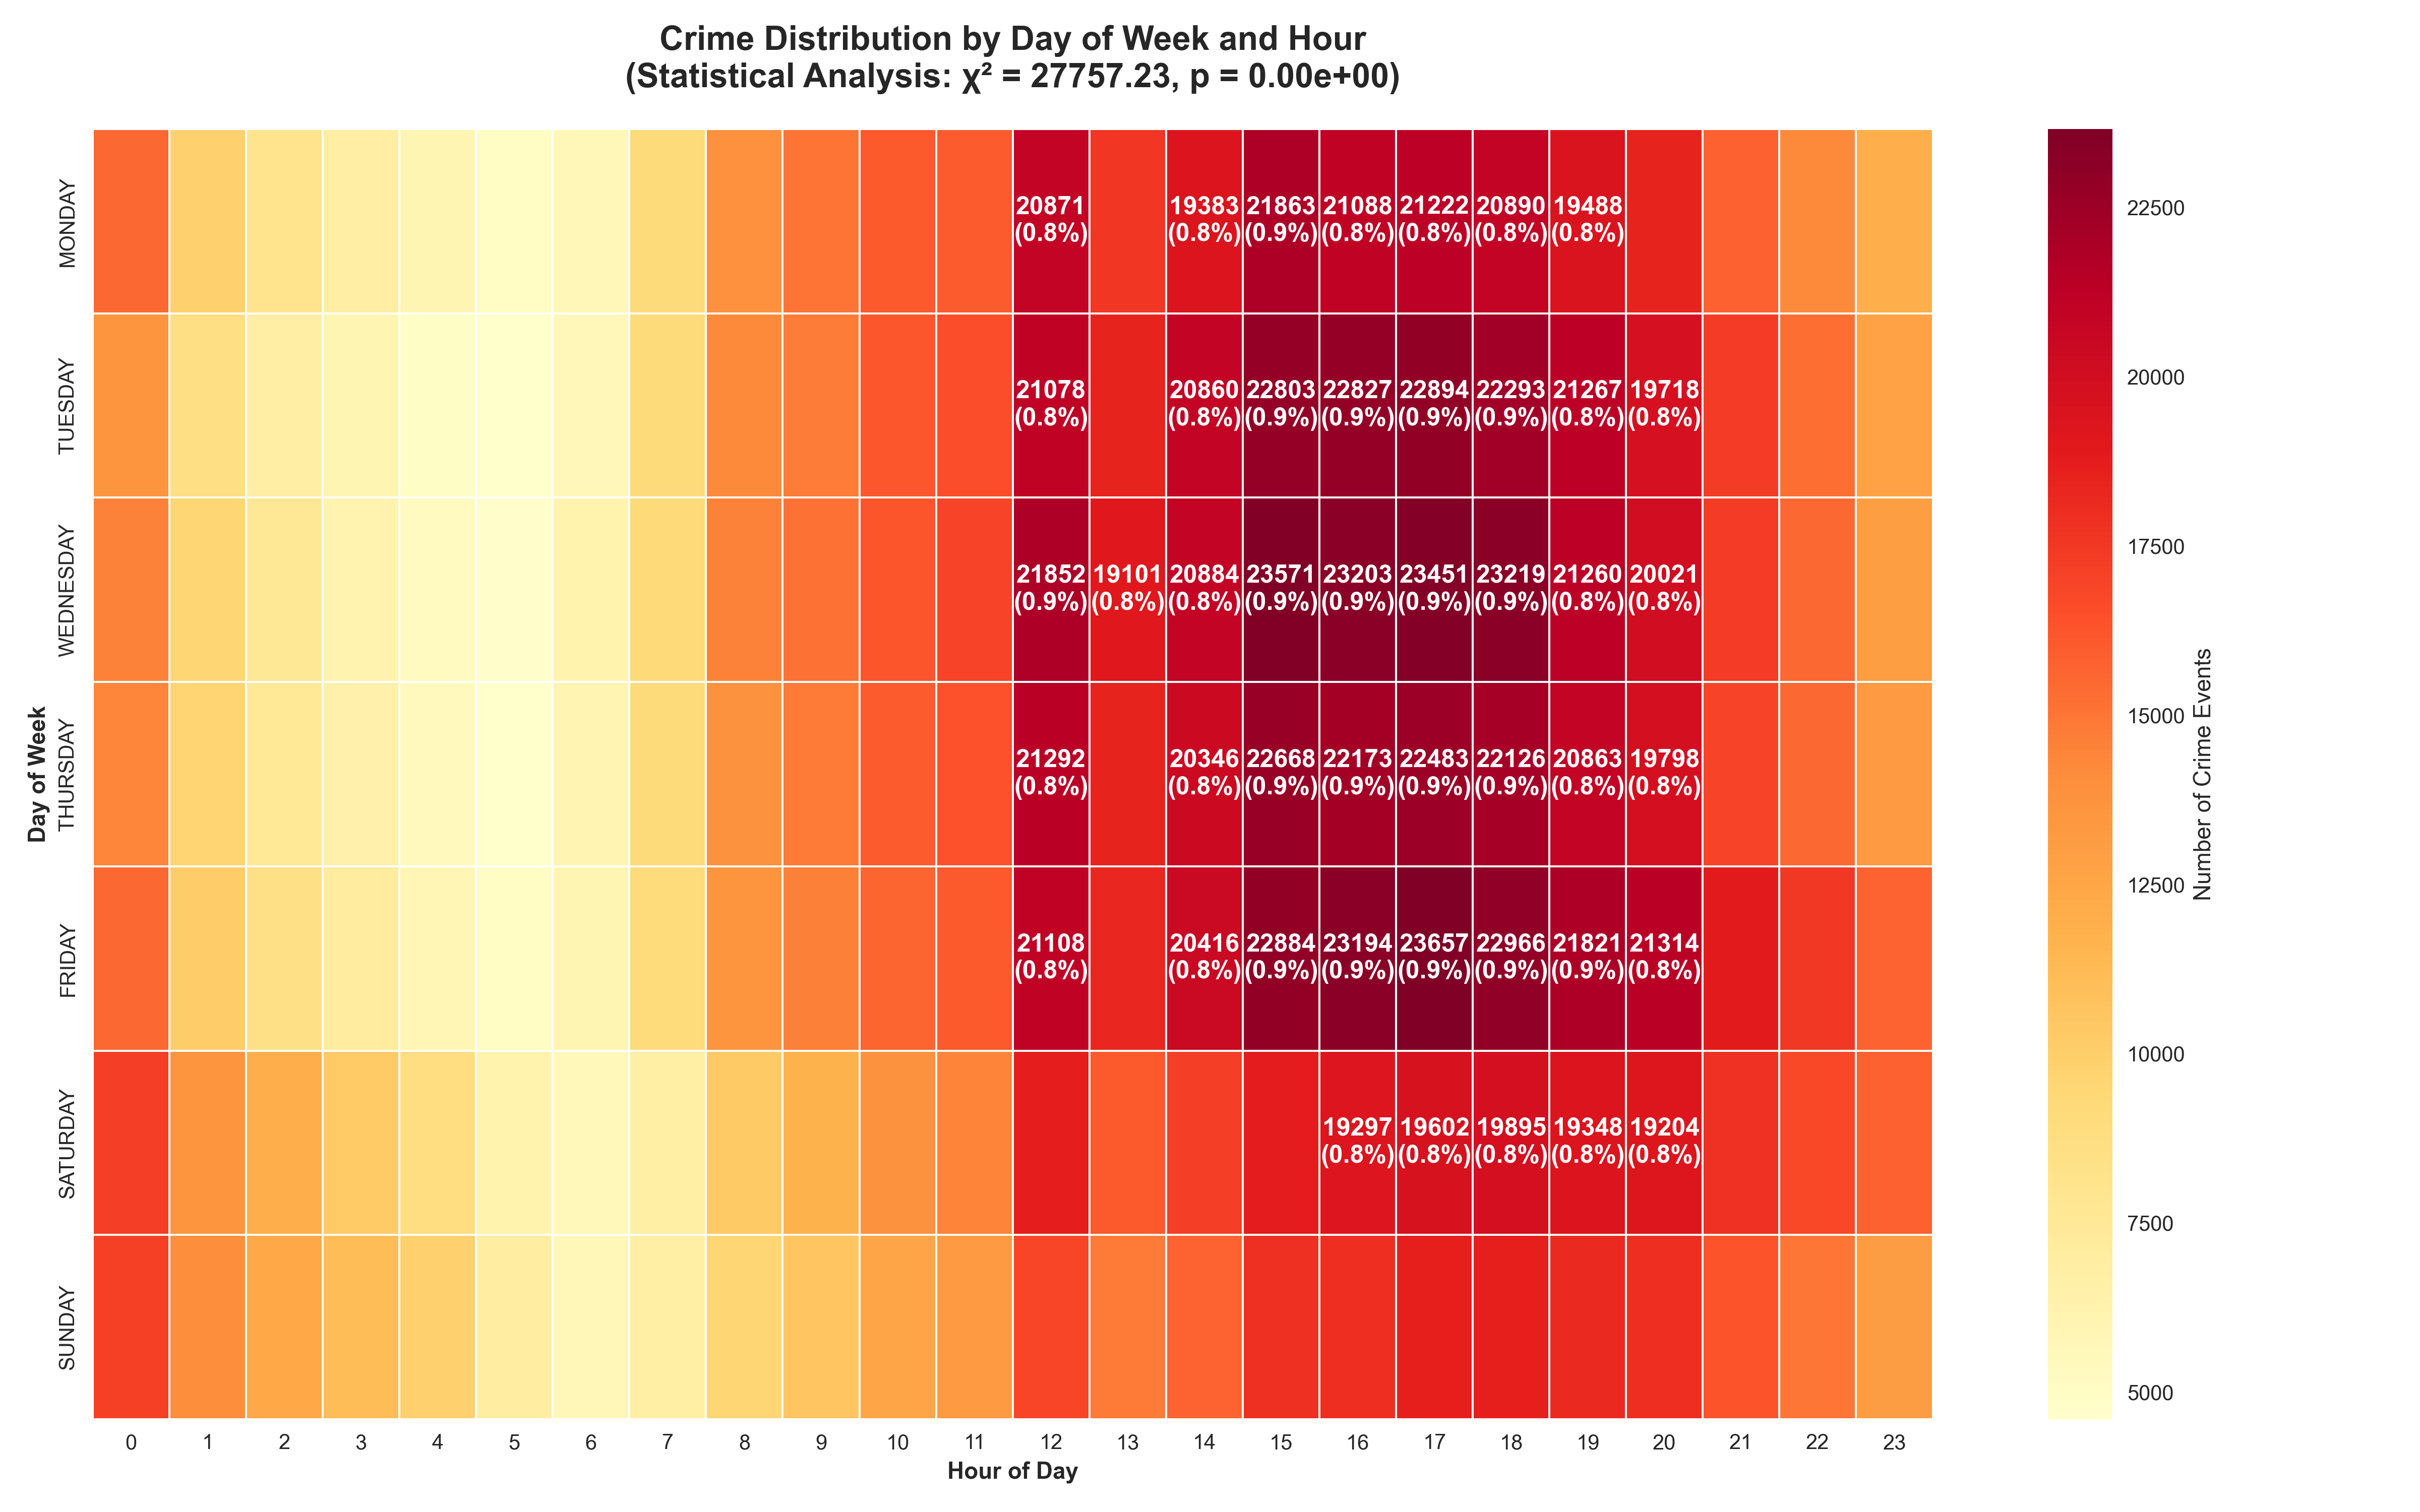 Crime Distribution by Day of Week and Hour
(Statistical Analysis: χ² = 27757.23, p = 0.00e+00)
Day of Week
MONDAY
20871 19383 21863 21088 21222 20890 19488
(0.8%) (0.8%) (0.9%) (0.8%) (0.8%) (0.8%) (0.8%)
TUESDAY
21078 20860 22803 22827 22894 22293 21267 19718
(0.8%) (0.8%) (0.9%) (0.9%) (0.9%) (0.9%) (0.8%) (0.8%)
WEDNESDAY
21852 19101 20884 23571 23203 23451 23219 21260 20021
(0.9%) (0.8%) (0.8%) (0.9%) (0.9%) (0.9%) (0.9%) (0.8%) (0.8%)
THURSDAY
21292 20346 22668 22173 22483 22126 20863 19798
(0.8%) (0.8%) (0.9%) (0.9%) (0.9%) (0.9%) (0.8%) (0.8%)
FRIDAY
21108 20416 22884 23194 23657 22966 21821 21314
(0.8%) (0.8%) (0.9%) (0.9%) (0.9%) (0.9%) (0.9%) (0.8%)
SATURDAY
19297 19602 19895 19348 19204
(0.8%) (0.8%) (0.8%) (0.8%) (0.8%)
SUNDAY
0 1 2 3 4 5 6 7 8 9 10 11 12 13 14 15 16 17 18 19 20 21 22 23
Hour of Day
22500
20000
17500
15000
12500
10000
7500
5000
Number of Crime Events